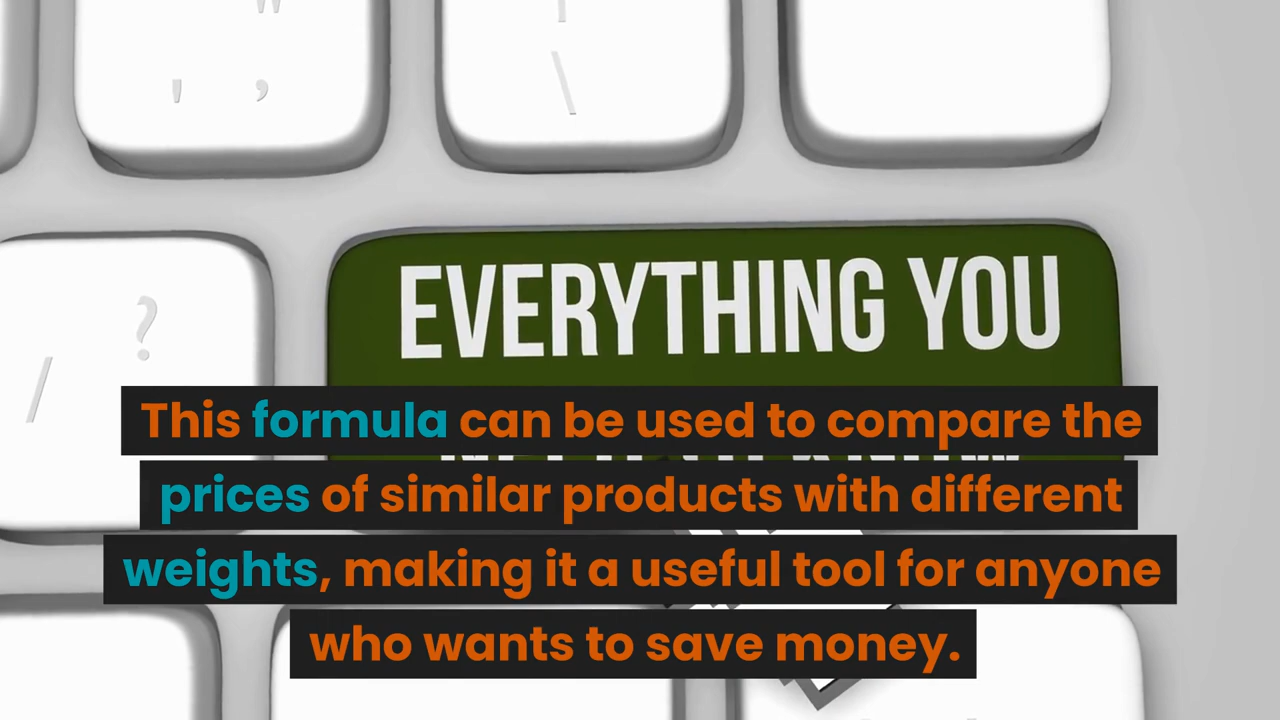 " 
' ,
\
EVERYTHING YOU
?
/
This formula can be used to compare the
prices of similar products with different
weights, making it a useful tool for anyone
who wants to save money.